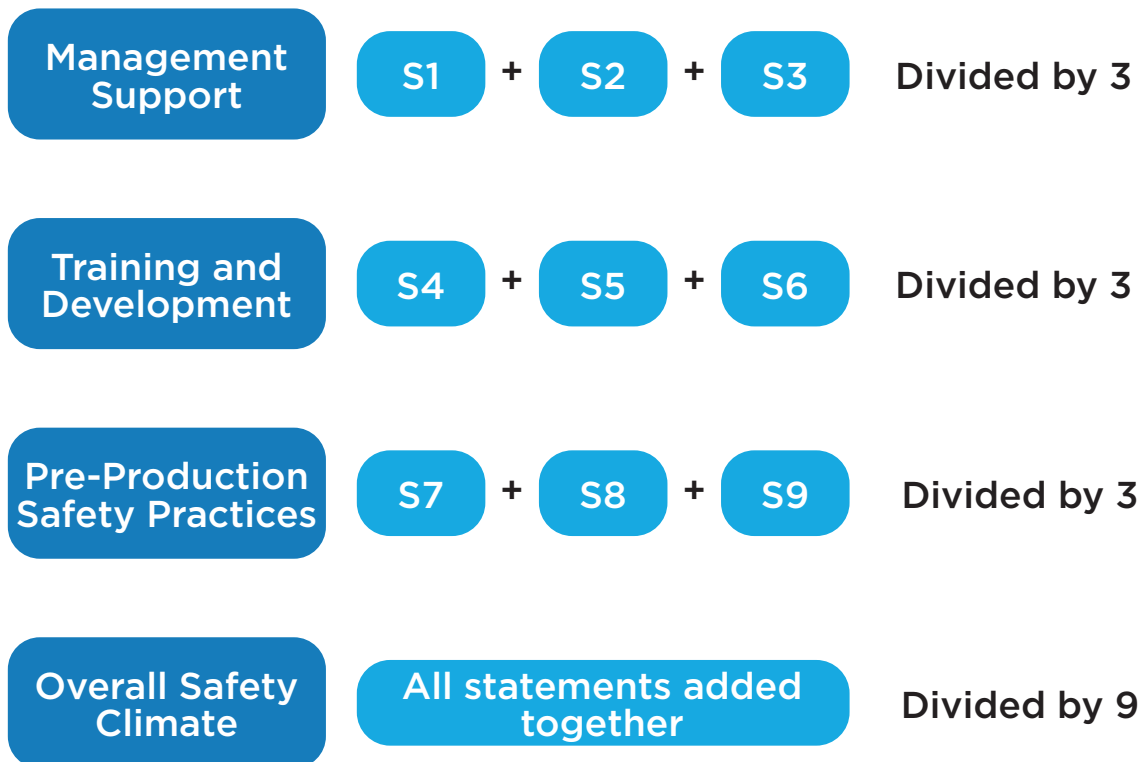 Management
Support
S1 + S2 + S3
Divided by 3
Training and
Development
S4 + S5 + S6
Divided by 3
Pre-Production
Safety Practices
S7 + S8 + S9
Divided by 3
Overall Safety
Climate
All statements added
together
Divided by 9